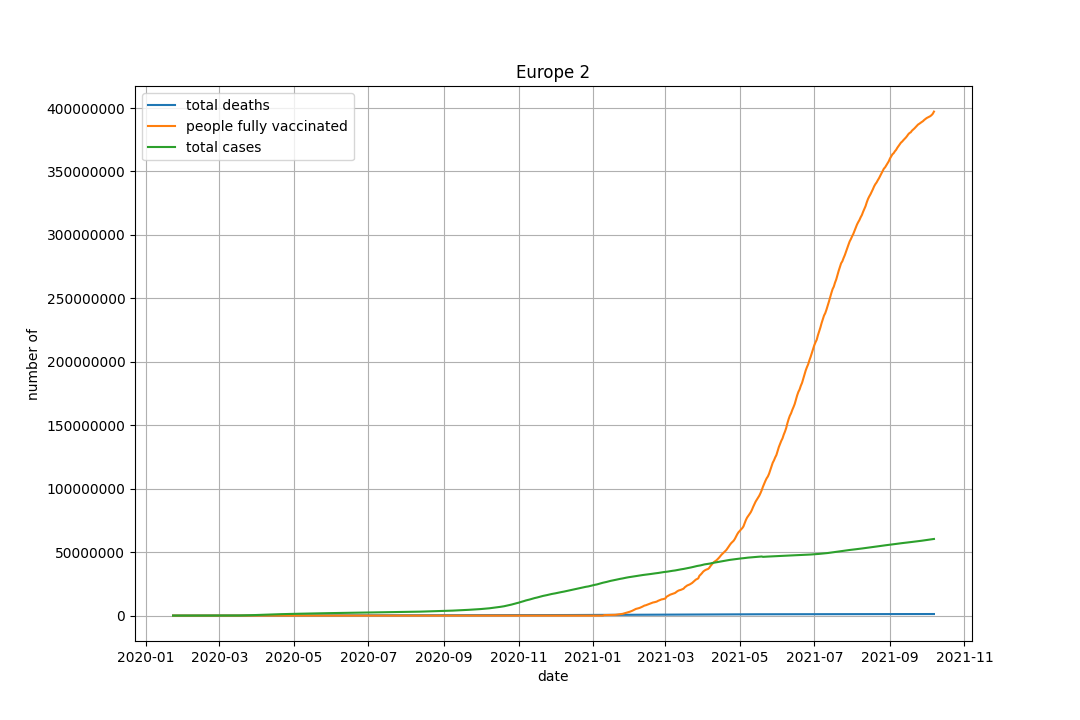 Europe 2
total deaths
people fully vaccinated
total cases
400000000
350000000
300000000
250000000
200000000
150000000
100000000
50000000
0
number of
2020-01 2020-03 2020-05 2020-07 2020-09 2020-11 2021-01 2021-03 2021-05 2021-07 2021-09 2021-11
date